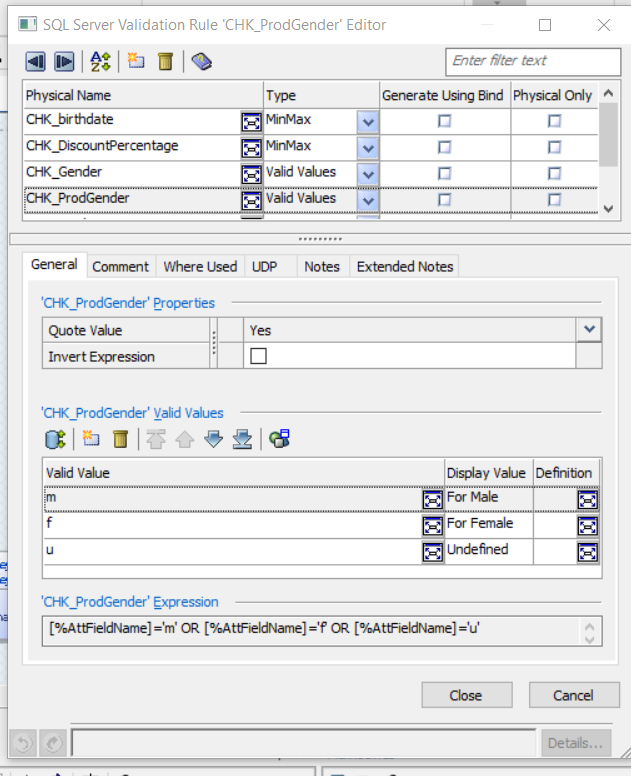 SQL Server Validation Rule 'CHK_ProdGender' Editor
Enter filter text
Physical Name Type Generate Using Bind Physical Only
CHK_birthdate MinMax
CHK_DiscountPercentage MinMax
CHK_Gender Valid Values
CHK_ProdGender Valid Values
General Comment Where Used UDP Notes Extended Notes
'CHK_ProdGender' Properties
Quote Value Yes
Invert Expression
'CHK_ProdGender' Valid Values
Valid Value Display Value Definition
m For Male
f For Female
u Undefined
'CHK_ProdGender' Expression
[%AttFieldName]='m' OR [%AttFieldName]='f' OR [%AttFieldName]='u'
Close Cancel
Details...